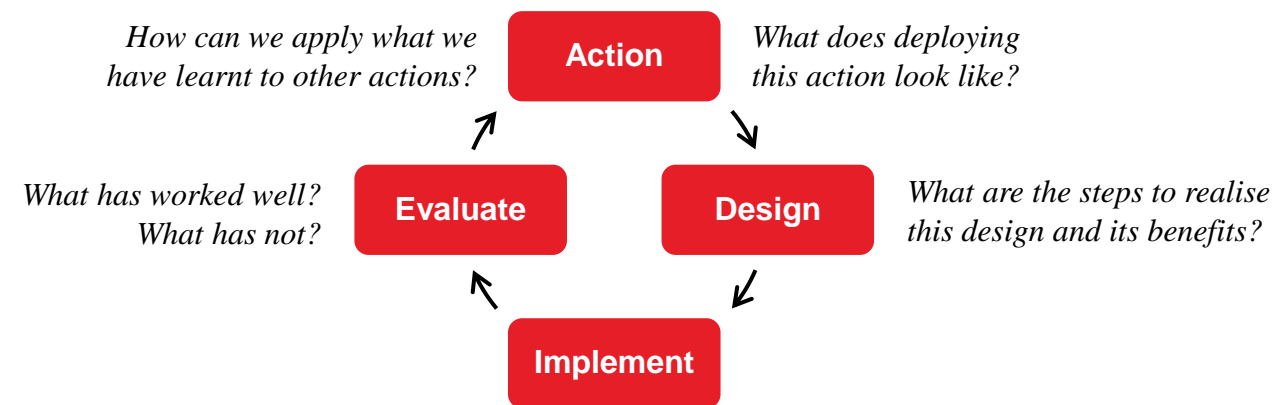 How can we apply what we
have learnt to other actions?
Action
What does deploying
this action look like?
What has worked well?
What has not?
Evaluate
Design
What are the steps to realise
this design and its benefits?
Implement